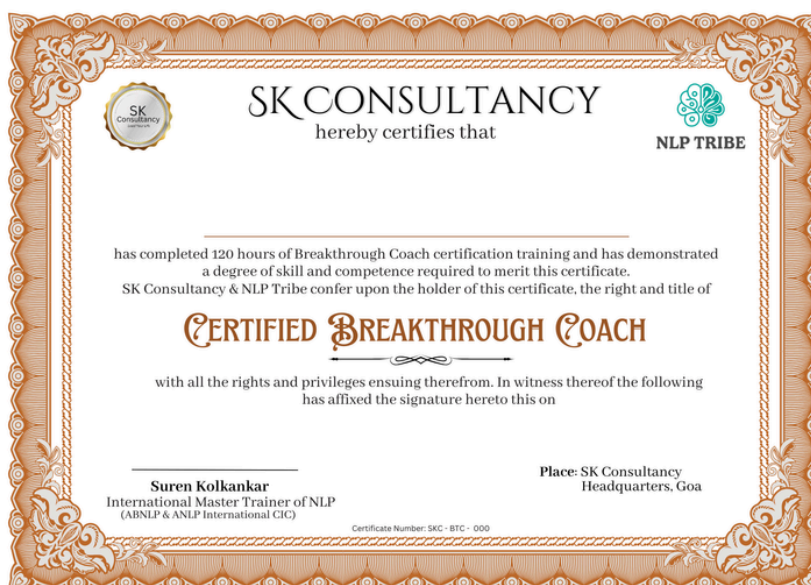 SK CONSULTANCY
hereby certifies that
SK
Consultancy
NLP TRIBE
has completed 120 hours of Breakthrough Coach certification training and has demonstrated
a degree of skill and competence required to merit this certificate.
SK Consultancy & NLP Tribe confer upon the holder of this certificate, the right and title of
CERTIFIED BREAKTHROUGH COACH
with all the rights and privileges ensuing therefrom. In witness thereof the following
has affixed the signature hereto this on
Suren Kolkankar
International Master Trainer of NLP
(ABNLP & ANLP International CIC)
Place: SK Consultancy
Headquarters, Goa
Certificate Number: SKC - BTC - 000